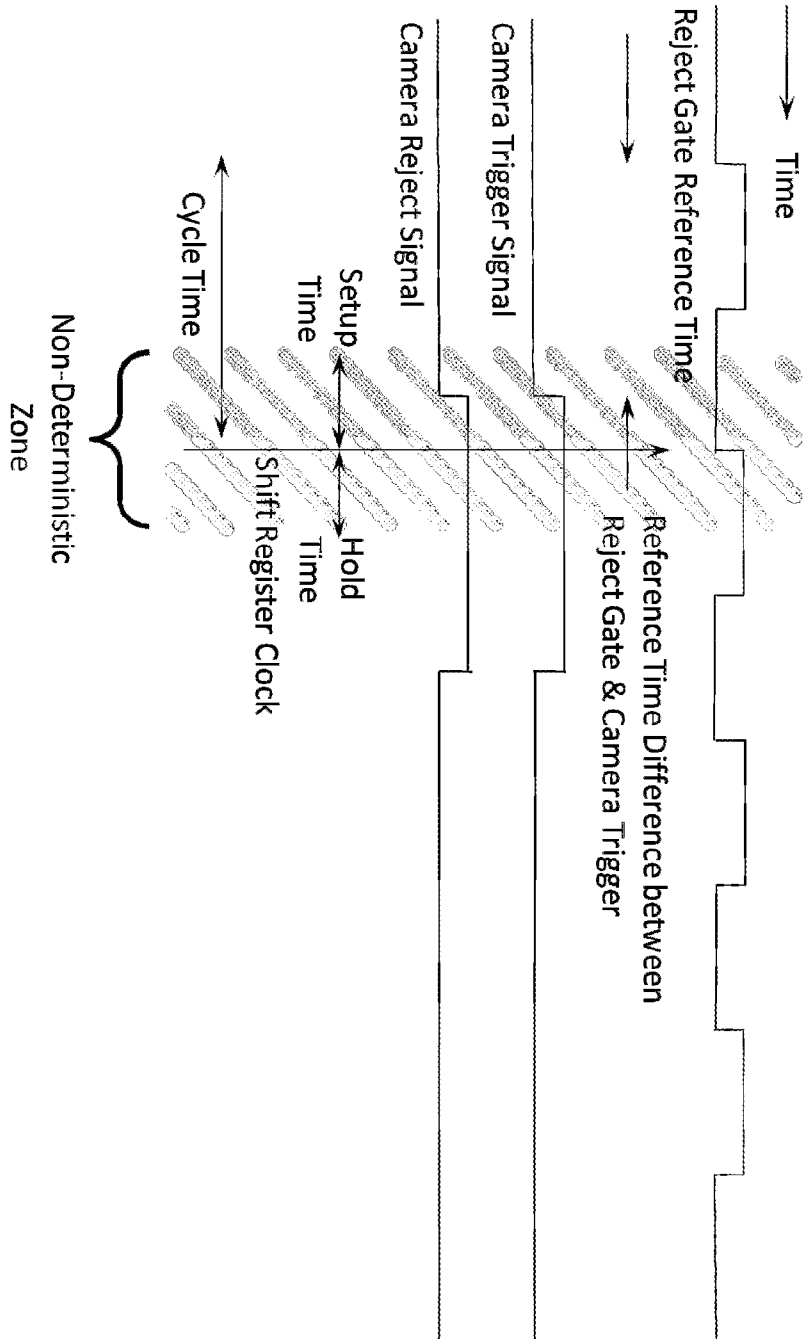 Time
Reject Gate Reference Time
Reference Time Difference between
Reject Gate & Camera Trigger
Camera Trigger Signal
Camera Reject Signal
Setup
Time
Hold
Time
Shift Register Clock
Cycle Time
Non-Deterministic
Zone